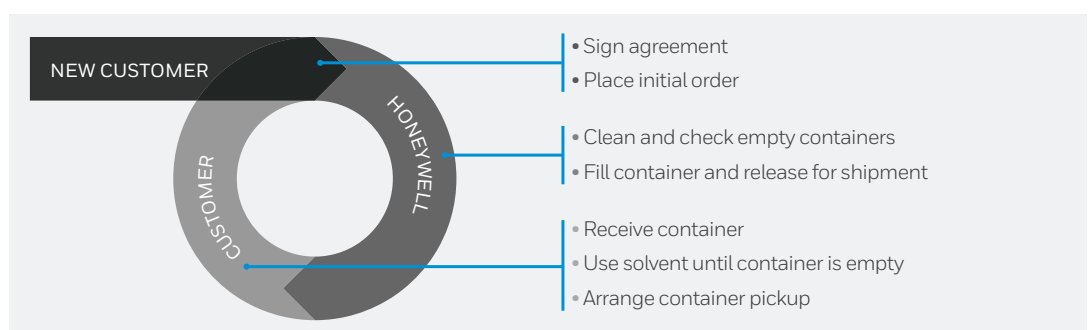 NEW CUSTOMER
• Sign agreement
• Place initial order
HONEYWELL
• Clean and check empty containers
• Fill container and release for shipment
CUSTOMER
• Receive container
• Use solvent until container is empty
• Arrange container pickup